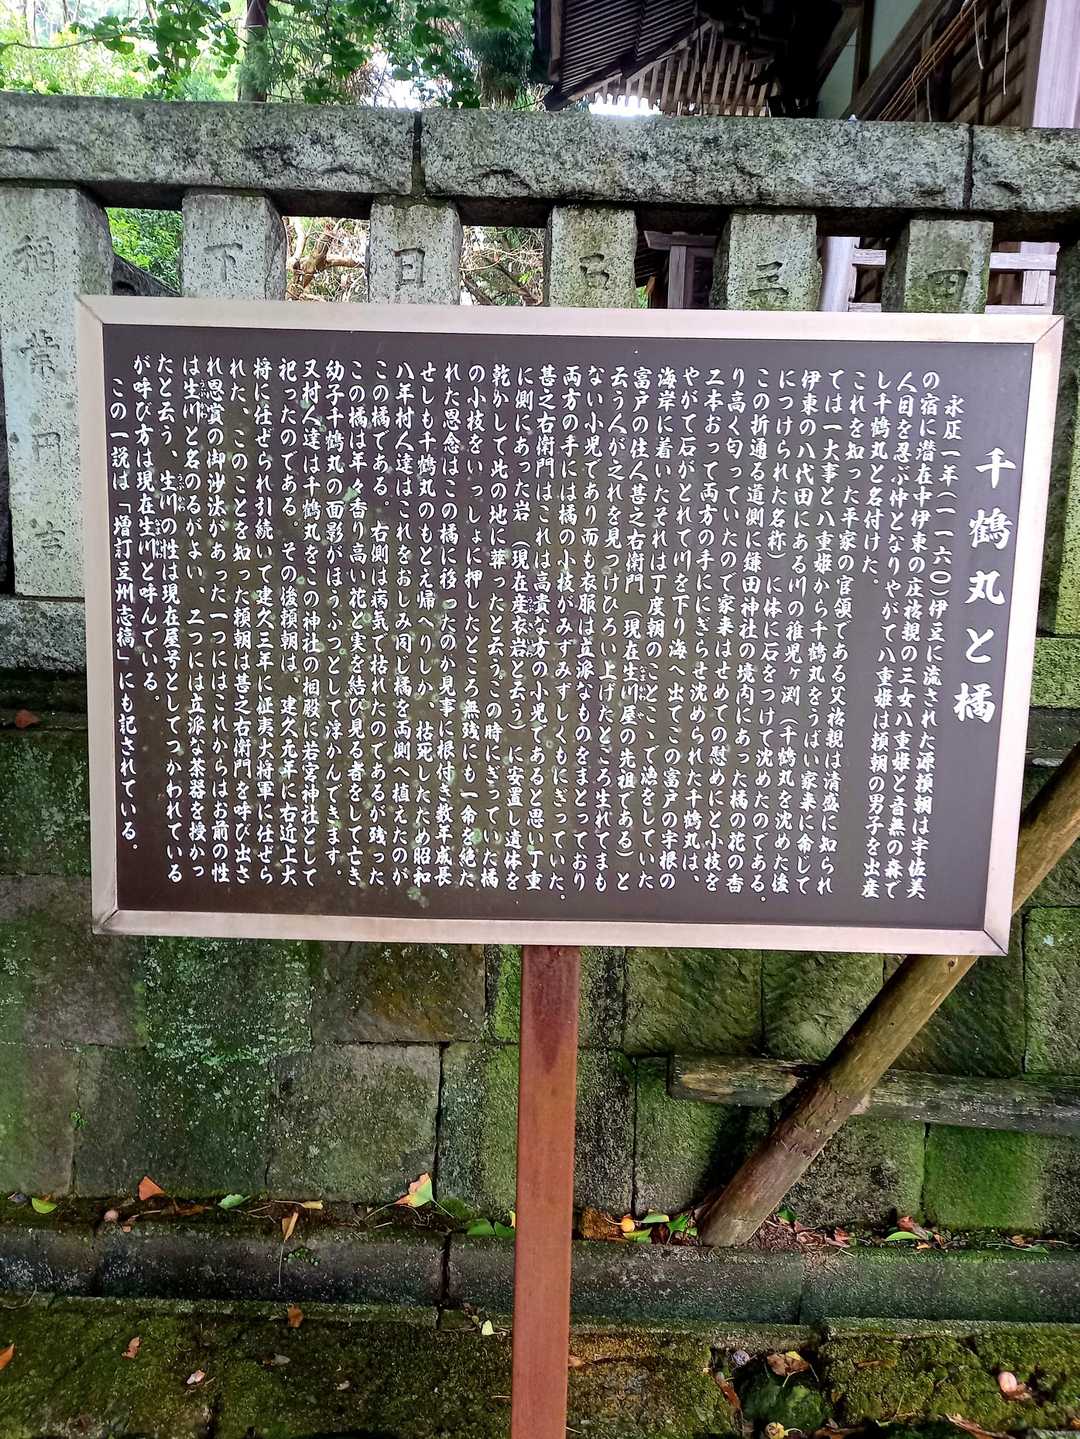 千鶴丸と橘
永正一年(一一六〇)伊豆に流された源頼朝は宇佐美
の宿に潜在中伊東の庄祐親の三女八重姫と音無の森で
人目を忍ぶ仲となりやがて八重姫は頼朝の男子を出産
し千鶴丸と名付けた。
これを知った平家の官領である父祐親は清盛に知られ
ては一大事と八重姫から千鶴丸をうばい家来に命じて
伊東の八代田にある川の稚児ヶ渕(千鶴丸を沈めた後
につけられた名称)に体に石をつけて沈めたのである。
この折通る道側に鎌田神社の境内にあった橘の花の香
り高く匂っていたので家来はせめての慰めにと小枝を
二本おって両方の手ににぎらせ沈められた千鶴丸は、
やがて石がとれて川を下り海へ出てこの富戸の宇根の
海岸に着いたそれは丁度朝のことここで漁をしていた
富戸の住人甚之右衛門(現在生川屋の先祖である)と
云う人が之れを見つけひろい上げたところ生れてまも
ない小児であり而も衣服は立派なものをまとっており
両方の手には橘の小枝がみずみずしくもにぎっていた。
甚之右衛門はこれは高貴な方の小児であると思い丁重
に側にあった岩(現在産衣岩と云う)に安置し遺体を
乾かして此の地に葬ったと云う。この時にぎっていた橘
の小枝をいっしょに押したところ無残にも一命を絶た
れた思念はこの橘に移ったのか見事に根付き数年成長
せしも千鶴丸のもとえ帰へりしか、枯死したため昭和
八年村人達はこれをおしみ同じ橘を両側へ植えたのが
この橘である。右側は病気で枯れたのであるが残った
この橘は年々香り高い花と実を結び見る者をして亡き
幼子千鶴丸の面影がほうふつとして浮かんできます。
又村人達は千鶴丸をこの神社の相殿に若宮神社として
祀ったのである。その後頼朝は、建久元年に右近上大
将に任ぜられ引続いて建久三年に征夷大将軍に任ぜら
れた、このことを知った頼朝は甚之右衛門を呼び出さ
れ恩賞の御沙汰があった一つにはこれからはお前の性
は生川と名のるがよい、二つには立派な茶器を授かっ
たと云う、生川の性は現在屋号としてつかわれている
が呼び方は現在生川と呼んでいる。
この一説は「増訂豆州志稿」にも記されている。
稲葉円吉
下
日
石
三
田